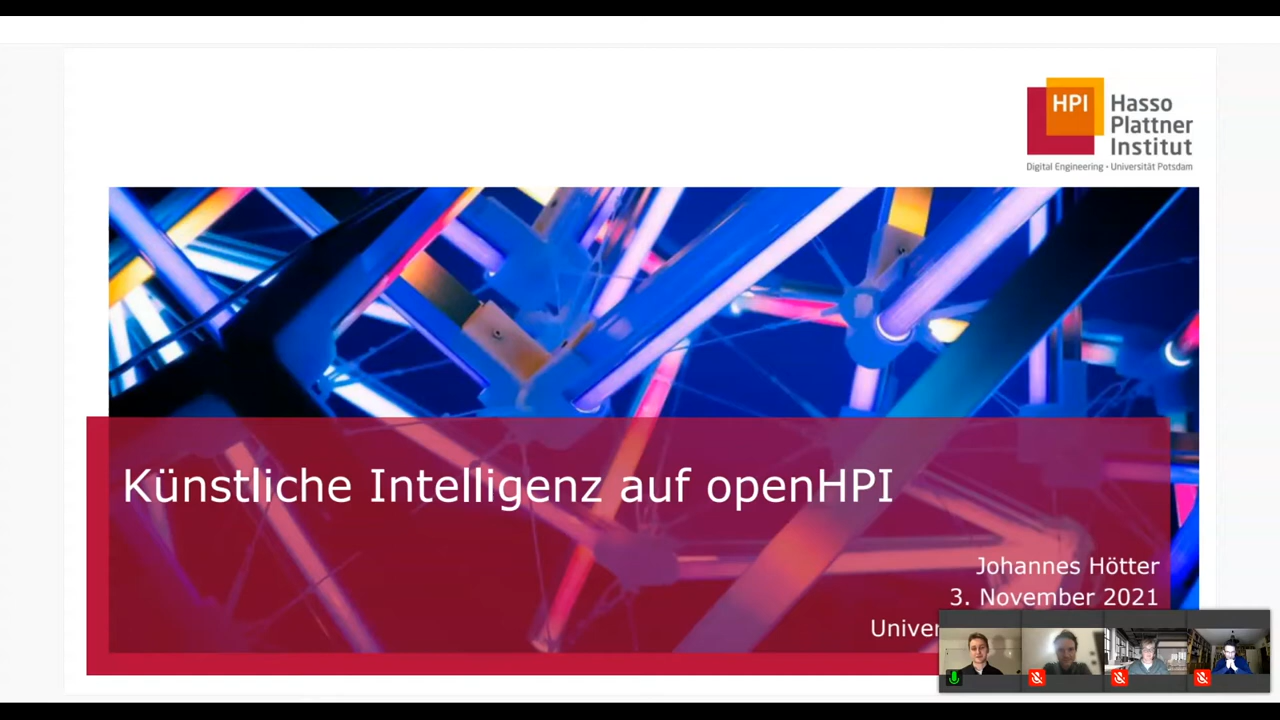 HPI
Hasso
Plattner
Institut
Digital Engineering • Universität Potsdam
Künstliche Intelligenz auf openHPI
Johannes Hötter
3. November 2021